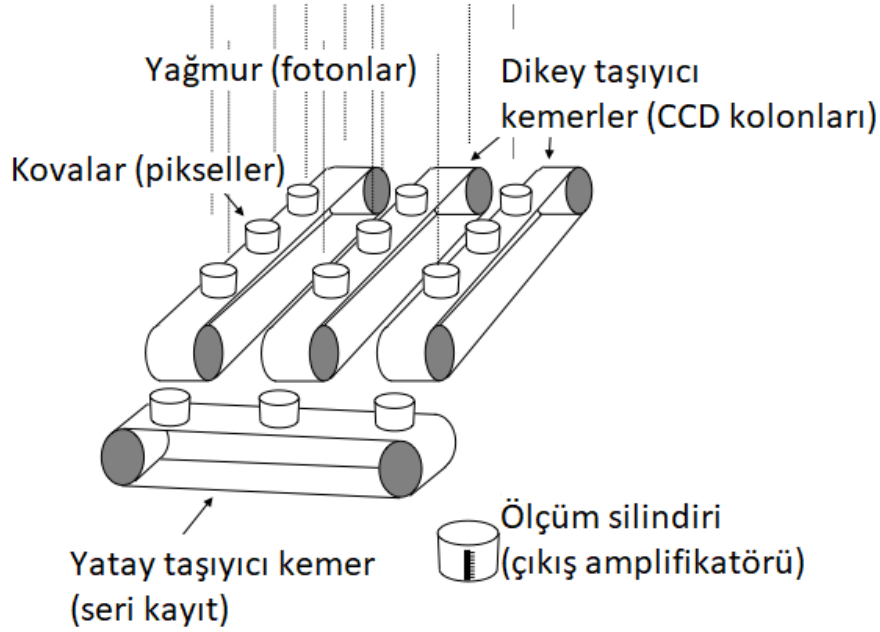 Yağmur (fotonlar)
Dikey taşıyıcı
kemerler (CCD kolonları)
Kovalar (pikseller)
Ölçüm silindiri
(çıkış amplifikatörü)
Yatay taşıyıcı kemer
(seri kayıt)